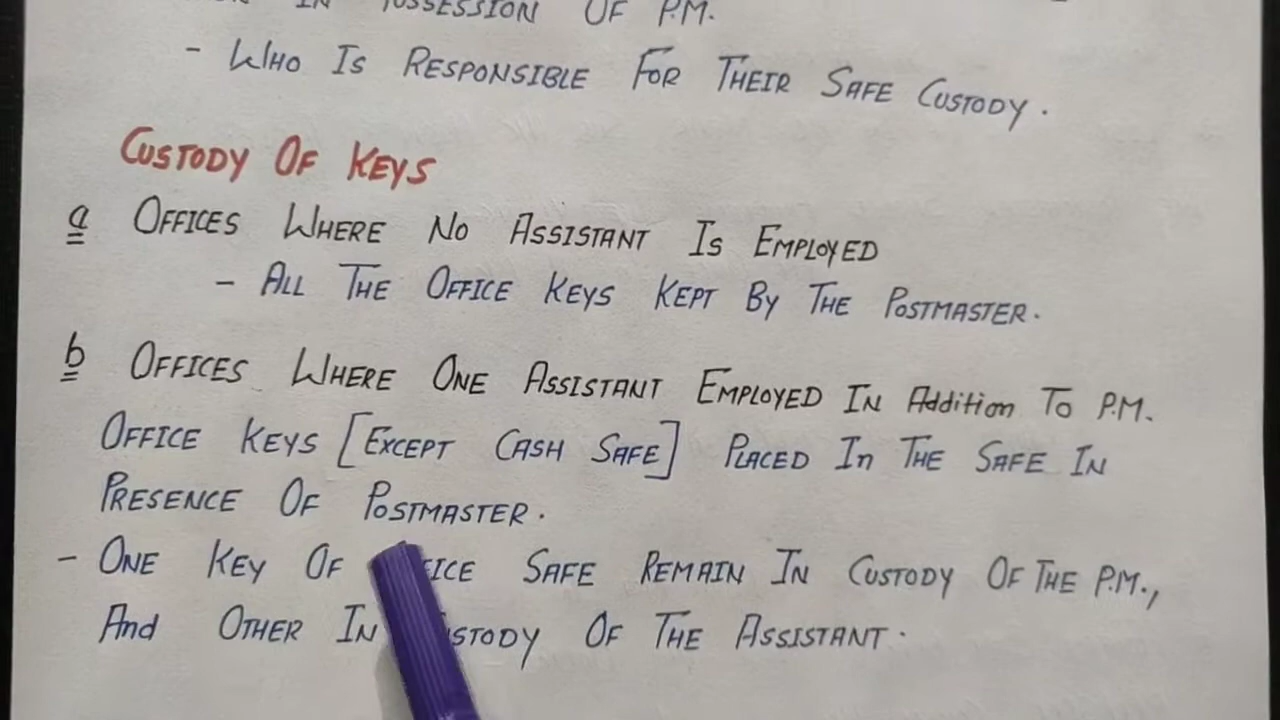 IN POSSESSION OF P.M.
- WHO IS RESPONSIBLE FOR THEIR SAFE CUSTODY.
CUSTODY OF KEYS
a OFFICES WHERE NO ASSISTANT IS EMPLOYED
- ALL THE OFFICE KEYS KEPT BY THE POSTMASTER.
b OFFICES WHERE ONE ASSISTANT EMPLOYED IN Addition TO P.M.
OFFICE KEYS [EXCEPT CASH SAFE] PLACED In THE SAFE IN
PRESENCE OF POSTMASTER.
- ONE KEY OF SAFE REMAIN IN CUSTODY OF THE P.M.,
And OTHER IN OF THE ASSISTANT.